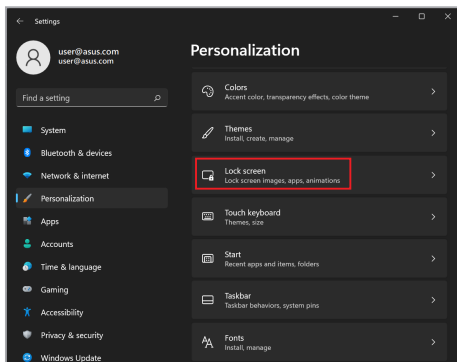 Settings
user@asus.com
user@asus.com
Find a setting
System
Bluetooth & devices
Network & internet
Personalization
Apps
Accounts
Time & language
Gaming
Accessibility
Privacy & security
Windows Update
Personalization
Colors
Accent color, transparency effects, color theme
Themes
Install, create, manage
Lock screen
Lock screen images, apps, animations
Touch keyboard
Themes, size
Start
Recent apps and items, folders
Taskbar
Taskbar behaviors, system pins
Fonts
Install, manage